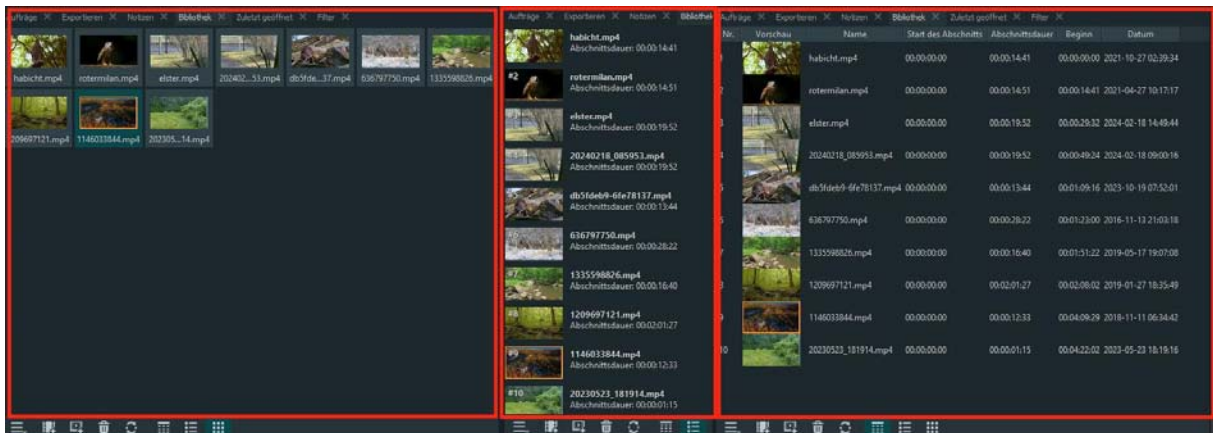 Aufträge Exportieren Notizen Bibliothek Zuletzt geöffnet Filter
habicht.mp4 rotermilan.mp4 elster.mp4 202402...53.mp4 db5fde...37.mp4 636797750.mp4 1335598826.mp4
209697121.mp4 1146033844.mp4 202305...14.mp4
Aufträge Exportieren Notizen Bibliothek
habicht.mp4
Abschnittsdauer: 00:00:14:41
#2 rotermilan.mp4
Abschnittsdauer: 00:00:14:51
elster.mp4
Abschnittsdauer: 00:00:19:52
20240218_085953.mp4
Abschnittsdauer: 00:00:19:52
db5fdeb9-6fe78137.mp4
Abschnittsdauer: 00:00:13:44
#6 636797750.mp4
Abschnittsdauer: 00:00:28:22
#7 1335598826.mp4
Abschnittsdauer: 00:00:16:40
#8 1209697121.mp4
Abschnittsdauer: 00:02:01:27
#9 1146033844.mp4
Abschnittsdauer: 00:00:12:33
#10 20230523_181914.mp4
Abschnittsdauer: 00:00:01:15
Aufträge Exportieren Notizen Bibliothek Zuletzt geöffnet Filter
Nr. Vorschau Name Start des Abschnitts Abschnittsdauer Beginn Datum
1 habicht.mp4 00:00:00:00 00:00:14:41 00:00:00:00 2021-10-27 02:39:34
2 rotermilan.mp4 00:00:00:00 00:00:14:51 00:00:14:41 2021-04-27 10:17:17
3 elster.mp4 00:00:00:00 00:00:19:52 00:00:29:32 2024-02-18 14:49:44
4 20240218_085953.mp4 00:00:00:00 00:00:19:52 00:00:49:24 2024-02-18 09:00:16
5 db5fdeb9-6fe78137.mp4 00:00:00:00 00:00:13:44 00:01:09:16 2023-10-19 07:52:01
6 636797750.mp4 00:00:00:00 00:00:28:22 00:01:23:00 2016-11-13 21:03:18
7 1335598826.mp4 00:00:00:00 00:00:16:40 00:01:51:22 2019-05-17 19:07:08
8 1209697121.mp4 00:00:00:00 00:02:01:27 00:02:08:02 2019-01-27 18:35:49
9 1146033844.mp4 00:00:00:00 00:00:12:33 00:04:09:29 2018-11-11 06:34:42
10 20230523_181914.mp4 00:00:00:00 00:00:01:15 00:04:22:02 2023-05-23 18:19:16